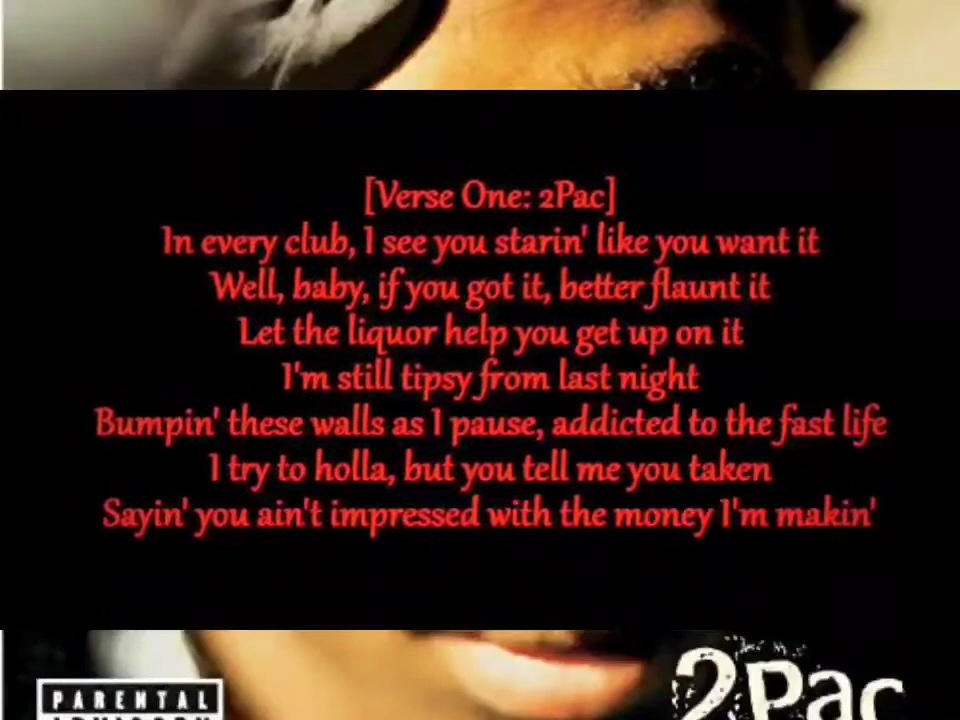 [Verse One: 2Pac]
In every club, I see you starin' like you want it
Well, baby, if you got it, better flaunt it
Let the liquor help you get up on it
I'm still tipsy from last night
Bumpin' these walls as I pause, addicted to the fast life
I try to holla, but you tell me you taken
Sayin' you ain't impressed with the money I'm makin'
2Pac
PARENTAL